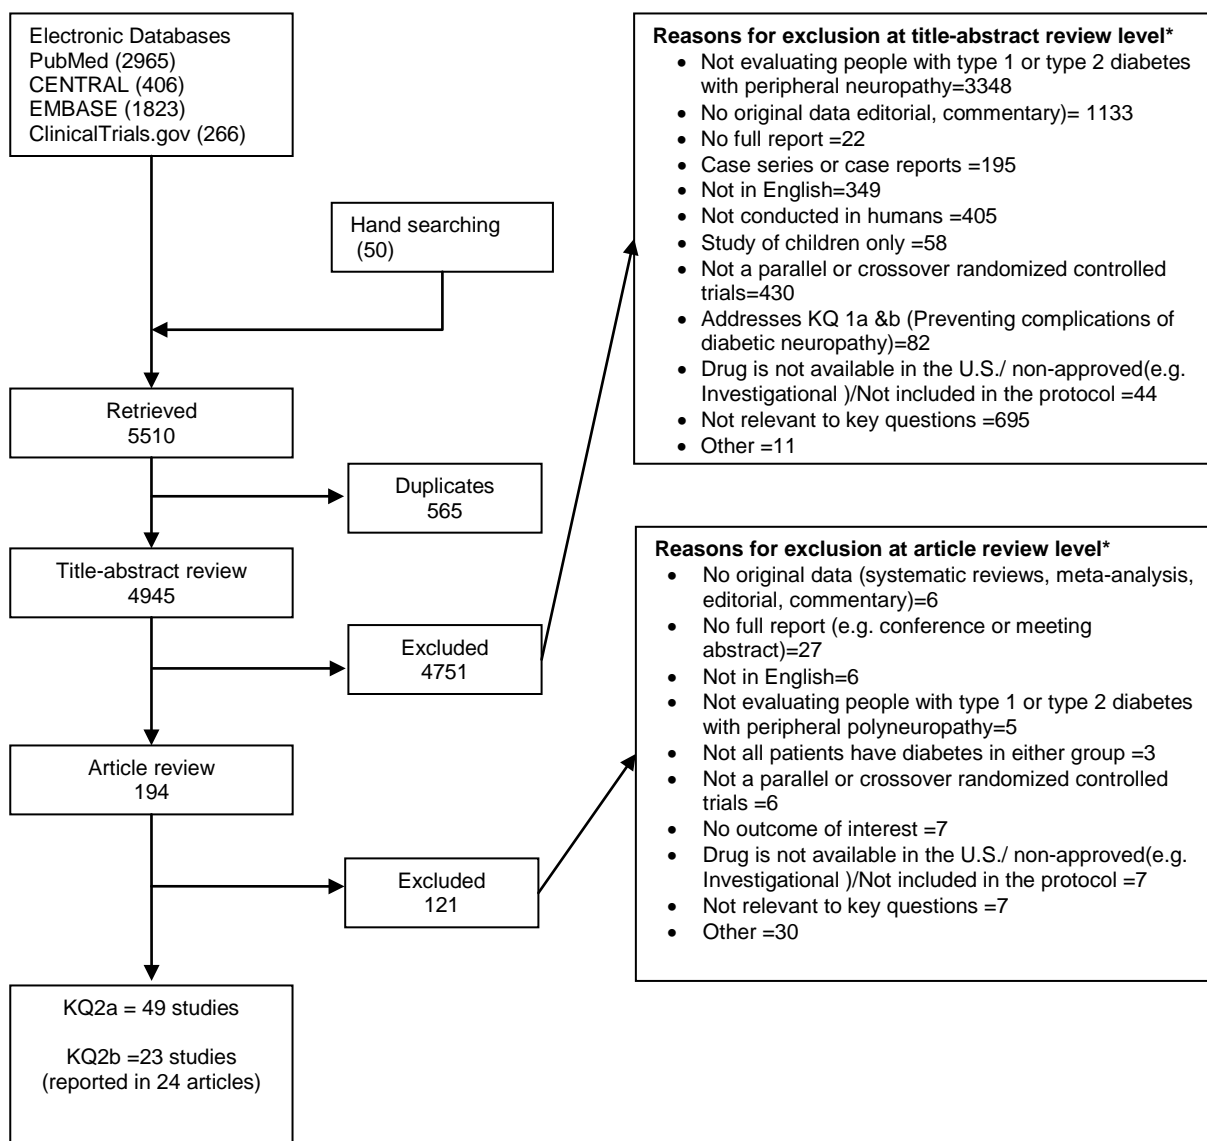 Electronic Databases
PubMed (2965)
CENTRAL (406)
EMBASE (1823)
ClinicalTrials.gov (266)
Hand searching
(50)
Retrieved
5510
Duplicates
565
Title-abstract review
4945
Excluded
4751
Article review
194
Excluded
121
KQ2a = 49 studies
KQ2b =23 studies
(reported in 24 articles)
Reasons for exclusion at title-abstract review level*
• Not evaluating people with type 1 or type 2 diabetes
with peripheral neuropathy=3348
• No original data editorial, commentary)= 1133
• No full report =22
• Case series or case reports =195
• Not in English=349
• Not conducted in humans =405
• Study of children only =58
• Not a parallel or crossover randomized controlled
trials=430
• Addresses KQ 1a &b (Preventing complications of
diabetic neuropathy)=82
• Drug is not available in the U.S./ non-approved(e.g.
Investigational )/Not included in the protocol =44
• Not relevant to key questions =695
• Other =11
Reasons for exclusion at article review level*
• No original data (systematic reviews, meta-analysis,
editorial, commentary)=6
• No full report (e.g. conference or meeting
abstract)=27
• Not in English=6
• Not evaluating people with type 1 or type 2 diabetes
with peripheral polyneuropathy=5
• Not all patients have diabetes in either group =3
• Not a parallel or crossover randomized controlled
trials =6
• No outcome of interest =7
• Drug is not available in the U.S./ non-approved(e.g.
Investigational )/Not included in the protocol =7
• Not relevant to key questions =7
• Other =30